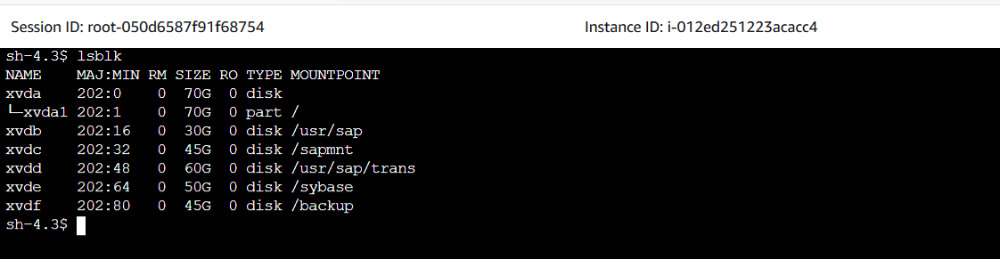 Session ID: root-050d6587f91f68754 Instance ID: i-012ed251223acacc4
sh-4.3$ lsblk
NAME MAJ:MIN RM SIZE RO TYPE MOUNTPOINT
xvda 202:0 0 70G 0 disk
└─xvda1 202:1 0 70G 0 part /
xvdb 202:16 0 30G 0 disk /usr/sap
xvdc 202:32 0 45G 0 disk /sapmnt
xvdd 202:48 0 60G 0 disk /usr/sap/trans
xvde 202:64 0 50G 0 disk /sybase
xvdf 202:80 0 45G 0 disk /backup
sh-4.3$